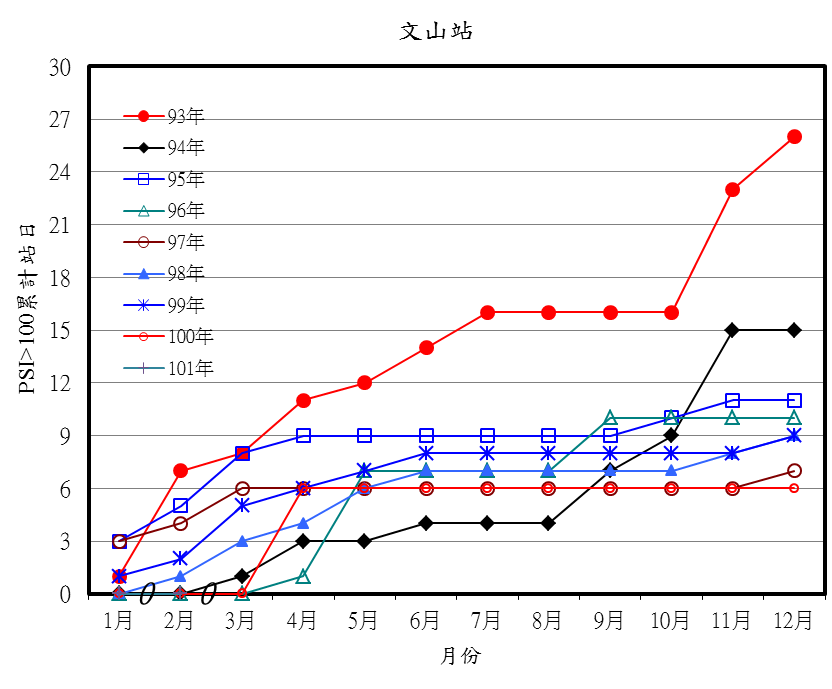 文山站
PSI>100累計站日
30
27
24
21
18
15
12
9
6
3
0
93年
94年
95年
96年
97年
98年
99年
100年
101年
0 0
1月 2月 3月 4月 5月 6月 7月 8月 9月 10月 11月 12月
月份